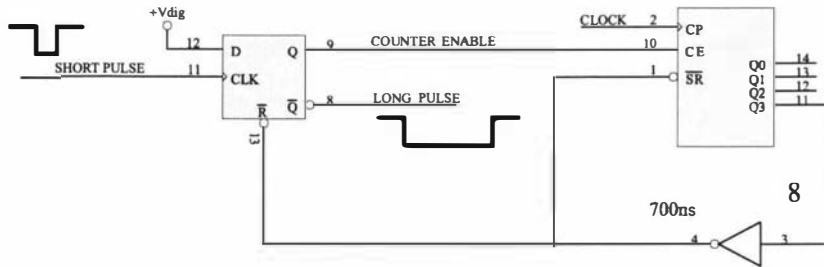 +Vdig
CLOCK 2 CP
12 D Q 9 COUNTER ENABLE 10 CE
SHORT PULSE 11 CLK 1 SR Q0 14
Q1 13
Q2 12
R Q 8 LONG PULSE Q3 11
13
8
700ns
4 3